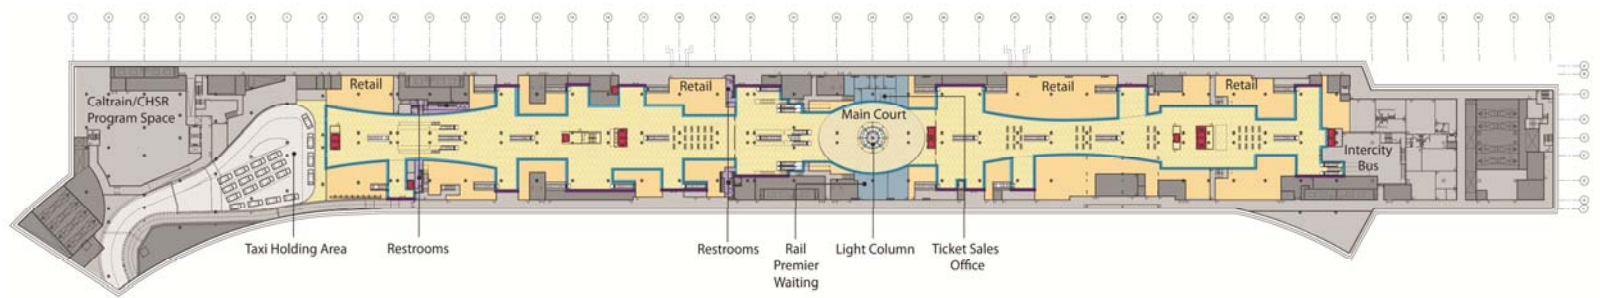 Caltrain/CHSR
Program Space
Retail
Retail
Main Court
Retail
Retail
Intercity
Bus
Taxi Holding Area
Restrooms
Restrooms
Rail
Premier
Waiting
Light Column
Ticket Sales
Office